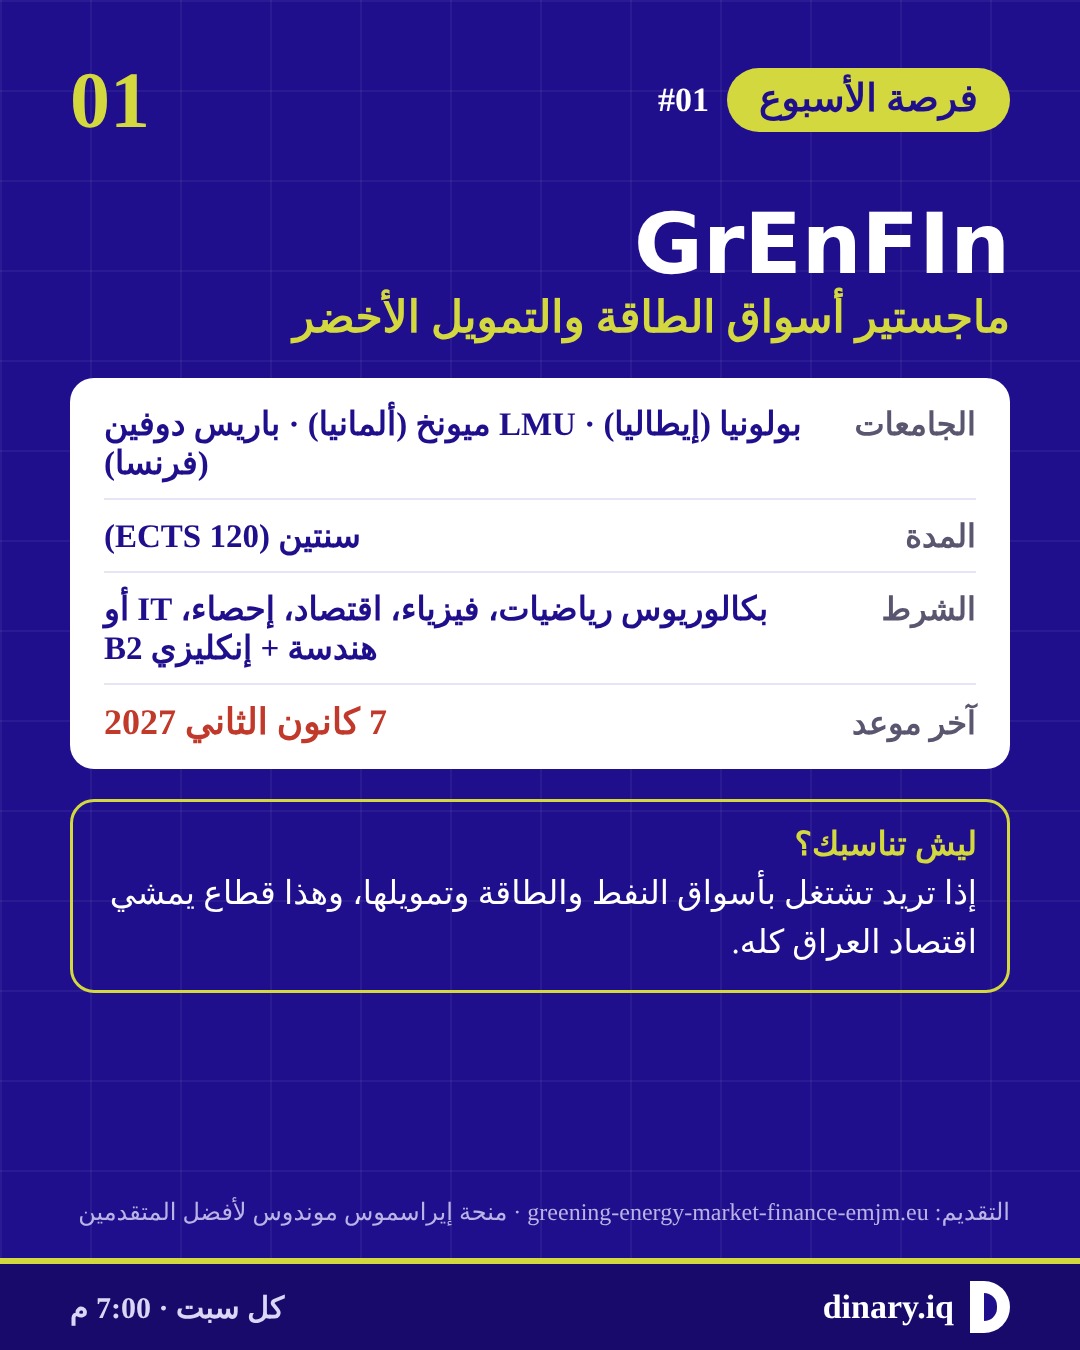 فرصة الأسبوع #01
01
GrEnFIn
ماجستير أسواق الطاقة والتمويل الأخضر
الجامعات
بولونيا (إيطاليا) · LMU ميونخ (ألمانيا) · باريس دوفين
(فرنسا)
المدة
سنتين (120 ECTS)
الشرط
بكالوريوس رياضيات، فيزياء، اقتصاد، إحصاء، IT أو
هندسة + إنكليزي B2
آخر موعد
7 كانون الثاني 2027
ليش تناسبك؟
إذا تريد تشتغل بأسواق النفط والطاقة وتمويلها، وهذا قطاع يمشي
اقتصاد العراق كله.
التقديم: greening-energy-market-finance-emjm.eu · منحة إيراسموس موندوس لأفضل المتقدمين
dinary.iq
كل سبت · 7:00 م